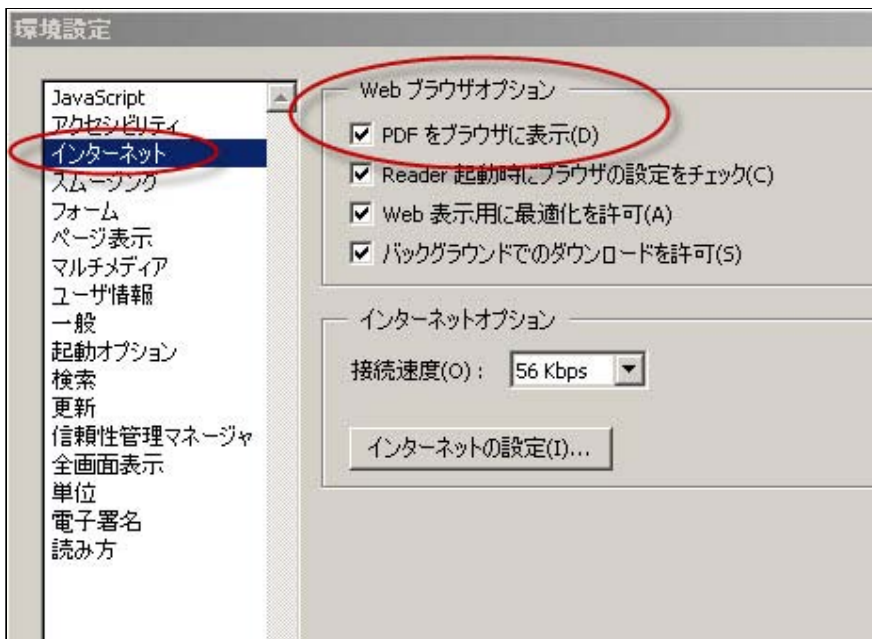 環境設定
JavaScript
アクセシビリティ
インターネット
スムージング
フォーム
ページ表示
マルチメディア
ユーザ情報
一般
起動オプション
検索
更新
信頼性管理マネージャ
全画面表示
単位
電子署名
読み方
Web ブラウザオプション
PDF をブラウザに表示(D)
Reader 起動時にブラウザの設定をチェック(C)
Web 表示用に最適化を許可(A)
バックグラウンドでのダウンロードを許可(S)
インターネットオプション
接続速度(O): 56 Kbps
インターネットの設定(I)...